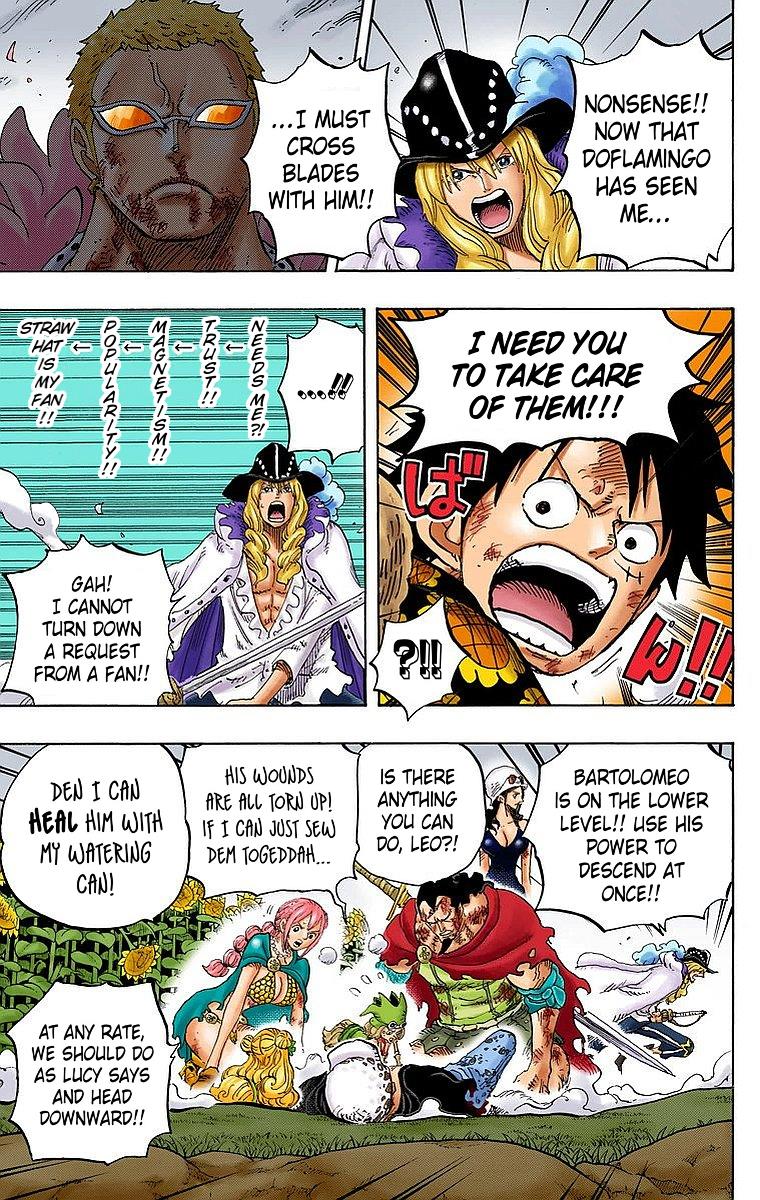 NONSENSE!!
NOW THAT
DOFLAMINGO
HAS SEEN
ME...
...I MUST
CROSS
BLADES
WITH HIM!!
I NEED YOU
TO TAKE CARE
OF THEM!!!
ばん!!
?!!
...!!
NEEDS ME?!
←
TRUST!!
←
MAGNETISM!!
←
POPULARITY!!
←
STRAW
HAT
IS
MY
FAN
!!
GAH!
I CANNOT
TURN DOWN
A REQUEST
FROM A FAN!!
BARTOLOMEO
IS ON THE LOWER
LEVEL!! USE HIS
POWER TO
DESCEND AT
ONCE!!
IS THERE
ANYTHING
YOU CAN
DO, LEO?!
HIS WOUNDS
ARE ALL TORN UP!
IF I CAN JUST SEW
DEM TOGEDDAH...
DEN I CAN
HEAL HIM WITH
MY WATERING
CAN!
AT ANY RATE,
WE SHOULD DO
AS LUCY SAYS
AND HEAD
DOWNWARD!!